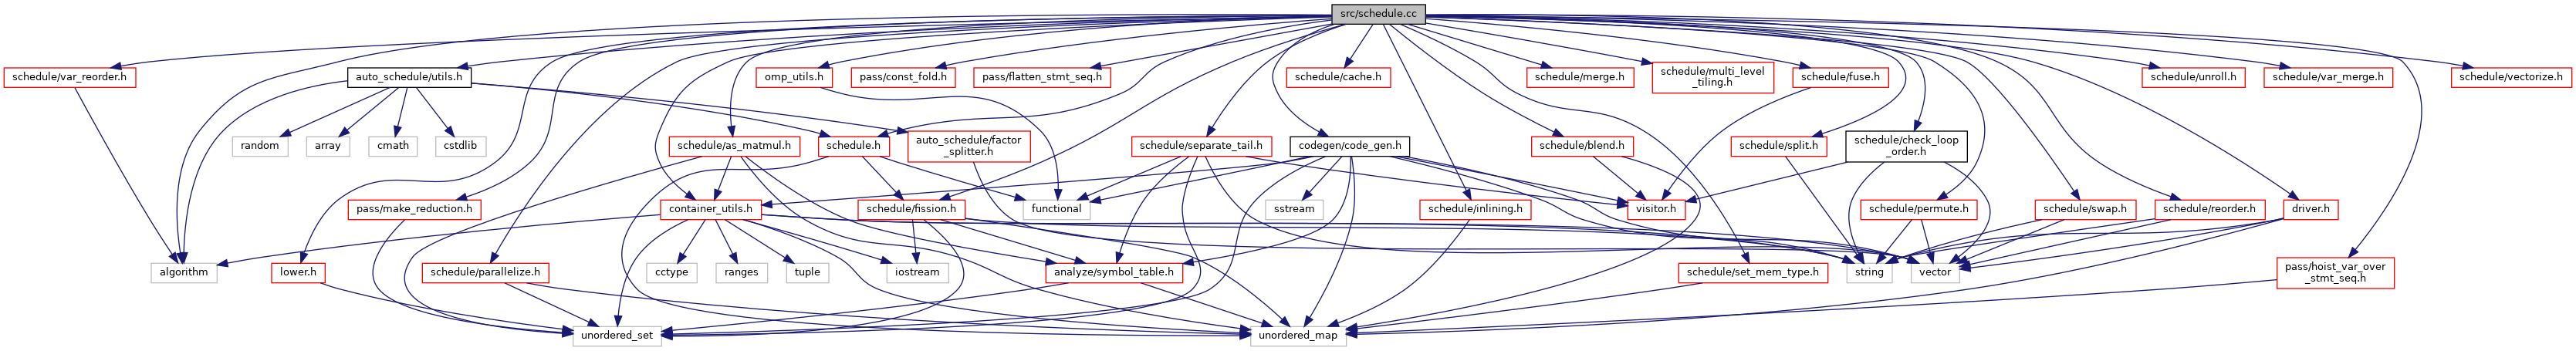 src/schedule.cc
schedule/var_reorder.h
auto_schedule/utils.h
omp_utils.h
pass/const_fold.h
pass/flatten_stmt_seq.h
schedule/cache.h
schedule/merge.h
schedule/multi_level
_tiling.h
schedule/fuse.h
schedule/unroll.h
schedule/var_merge.h
schedule/vectorize.h
random
array
cmath
cstdlib
schedule/as_matmul.h
schedule.h
auto_schedule/factor
_splitter.h
schedule/separate_tail.h
codegen/code_gen.h
schedule/blend.h
schedule/split.h
schedule/check_loop
_order.h
pass/make_reduction.h
container_utils.h
schedule/fission.h
functional
sstream
schedule/inlining.h
visitor.h
schedule/permute.h
schedule/swap.h
schedule/reorder.h
driver.h
algorithm
lower.h
schedule/parallelize.h
cctype
ranges
tuple
iostream
analyze/symbol_table.h
schedule/set_mem_type.h
string
vector
pass/hoist_var_over
_stmt_seq.h
unordered_set
unordered_map